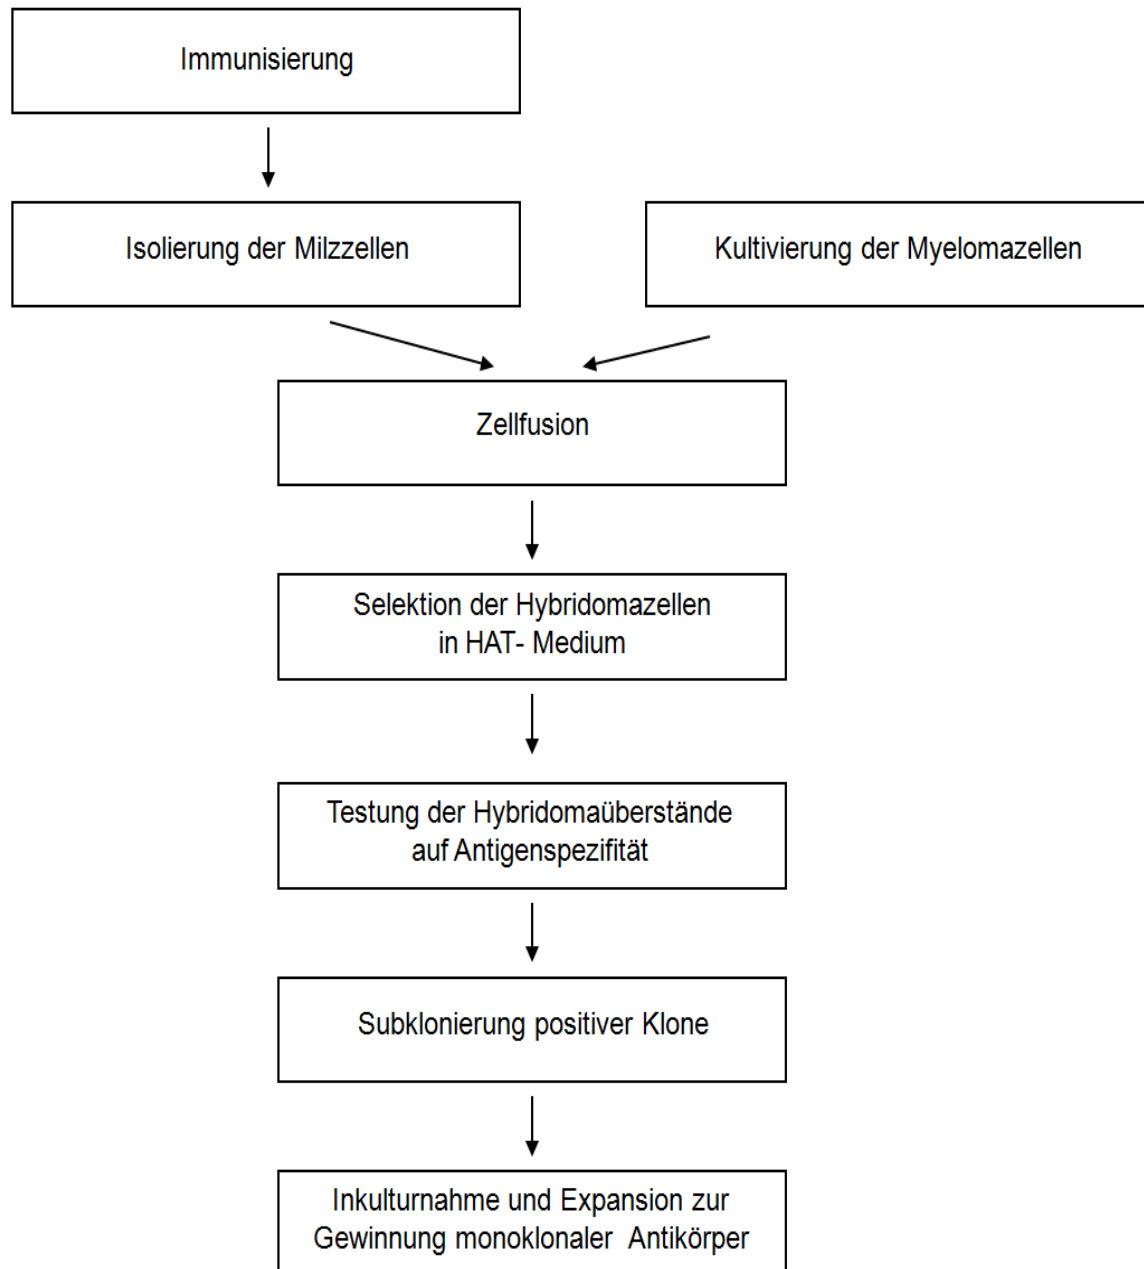 Immunisierung
Isolierung der Milzzellen
Kultivierung der Myelomazellen
Zellfusion
Selektion der Hybridomazellen
in HAT- Medium
Testung der Hybridomaüberstände
auf Antigenspezifität
Subklonierung positiver Klone
Inkulturnahme und Expansion zur
Gewinnung monoklonaler Antikörper